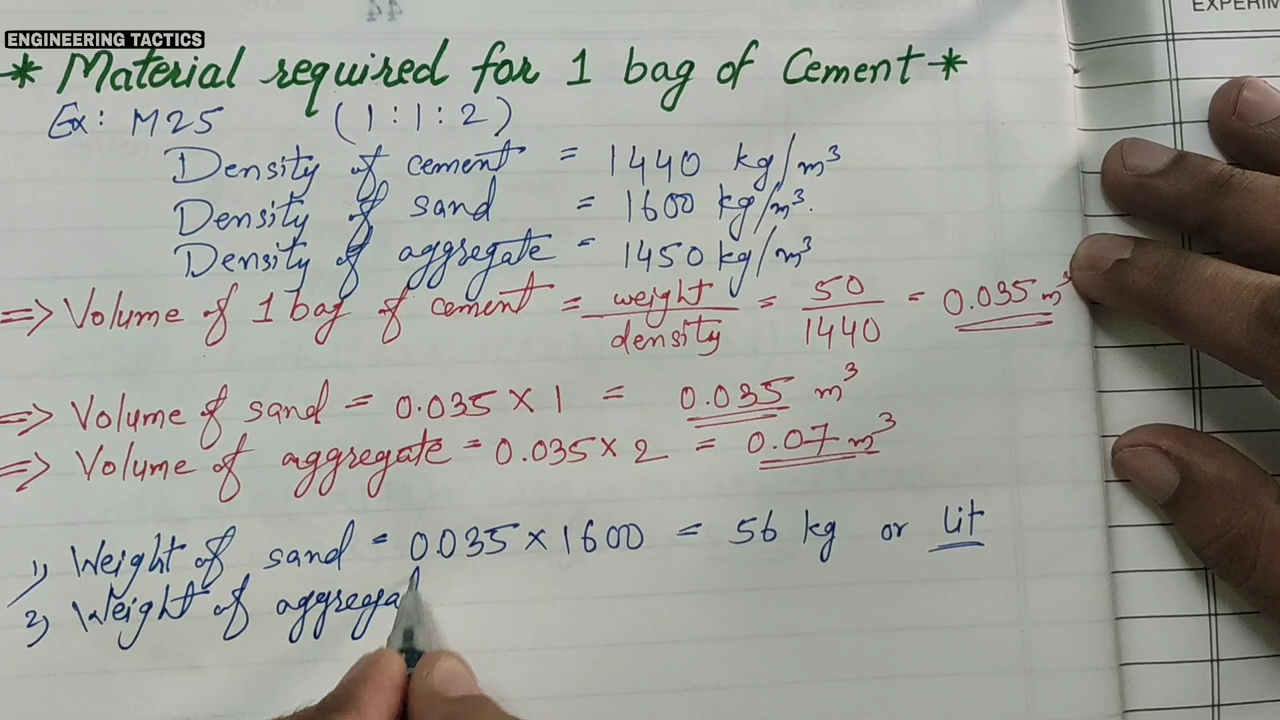 44
EXPERIM
ENGINEERING TACTICS
* Material required for 1 bag of Cement *
Ex: M25 (1:1:2)
Density of cement = 1440 kg/m³
Density of sand = 1600 kg/m³.
Density of aggregate = 1450 kg/m³
=> Volume of 1 bag of cement = weight/density = 50/1440 = 0.035 m³
=> Volume of sand = 0.035 × 1 = 0.035 m³
=> Volume of aggregate = 0.035 × 2 = 0.07 m³
1) Weight of sand = 0.035 × 1600 = 56 kg or lit
2) Weight of aggrega